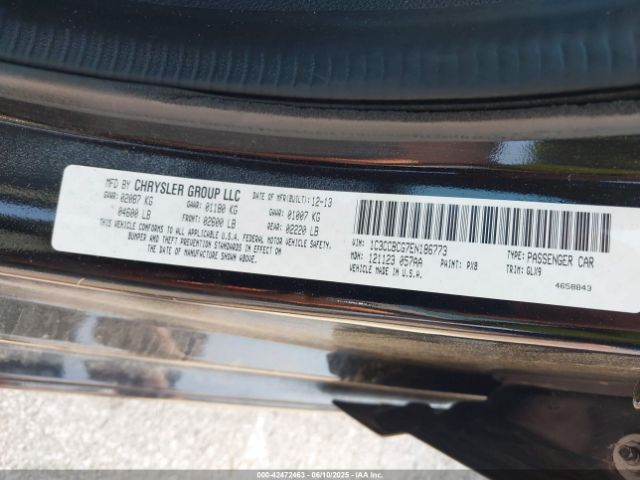 MFD BY CHRYSLER GROUP LLC DATE OF MFR(BUILT): 12-13
GVWR: 02087 KG GAWR: 01180 KG GAWR: 01007 KG
04600 LB FRONT: 02600 LB REAR: 02220 LB
THIS VEHICLE CONFORMS TO ALL APPLICABLE U.S.A. FEDERAL MOTOR VEHICLE SAFETY,
BUMPER AND THEFT PREVENTION STANDARDS IN EFFECT ON
THE DATE OF MANUFACTURE SHOWN ABOVE.
VIN: 1C3CCBCG7EN186773 TYPE: PASSENGER CAR
MDH: 121123 057AA PAINT: PX8 TRIM: GLX9
VEHICLE MADE IN U.S.A. 4658843
000-42472463 - 06/10/2025 - IAA Inc.